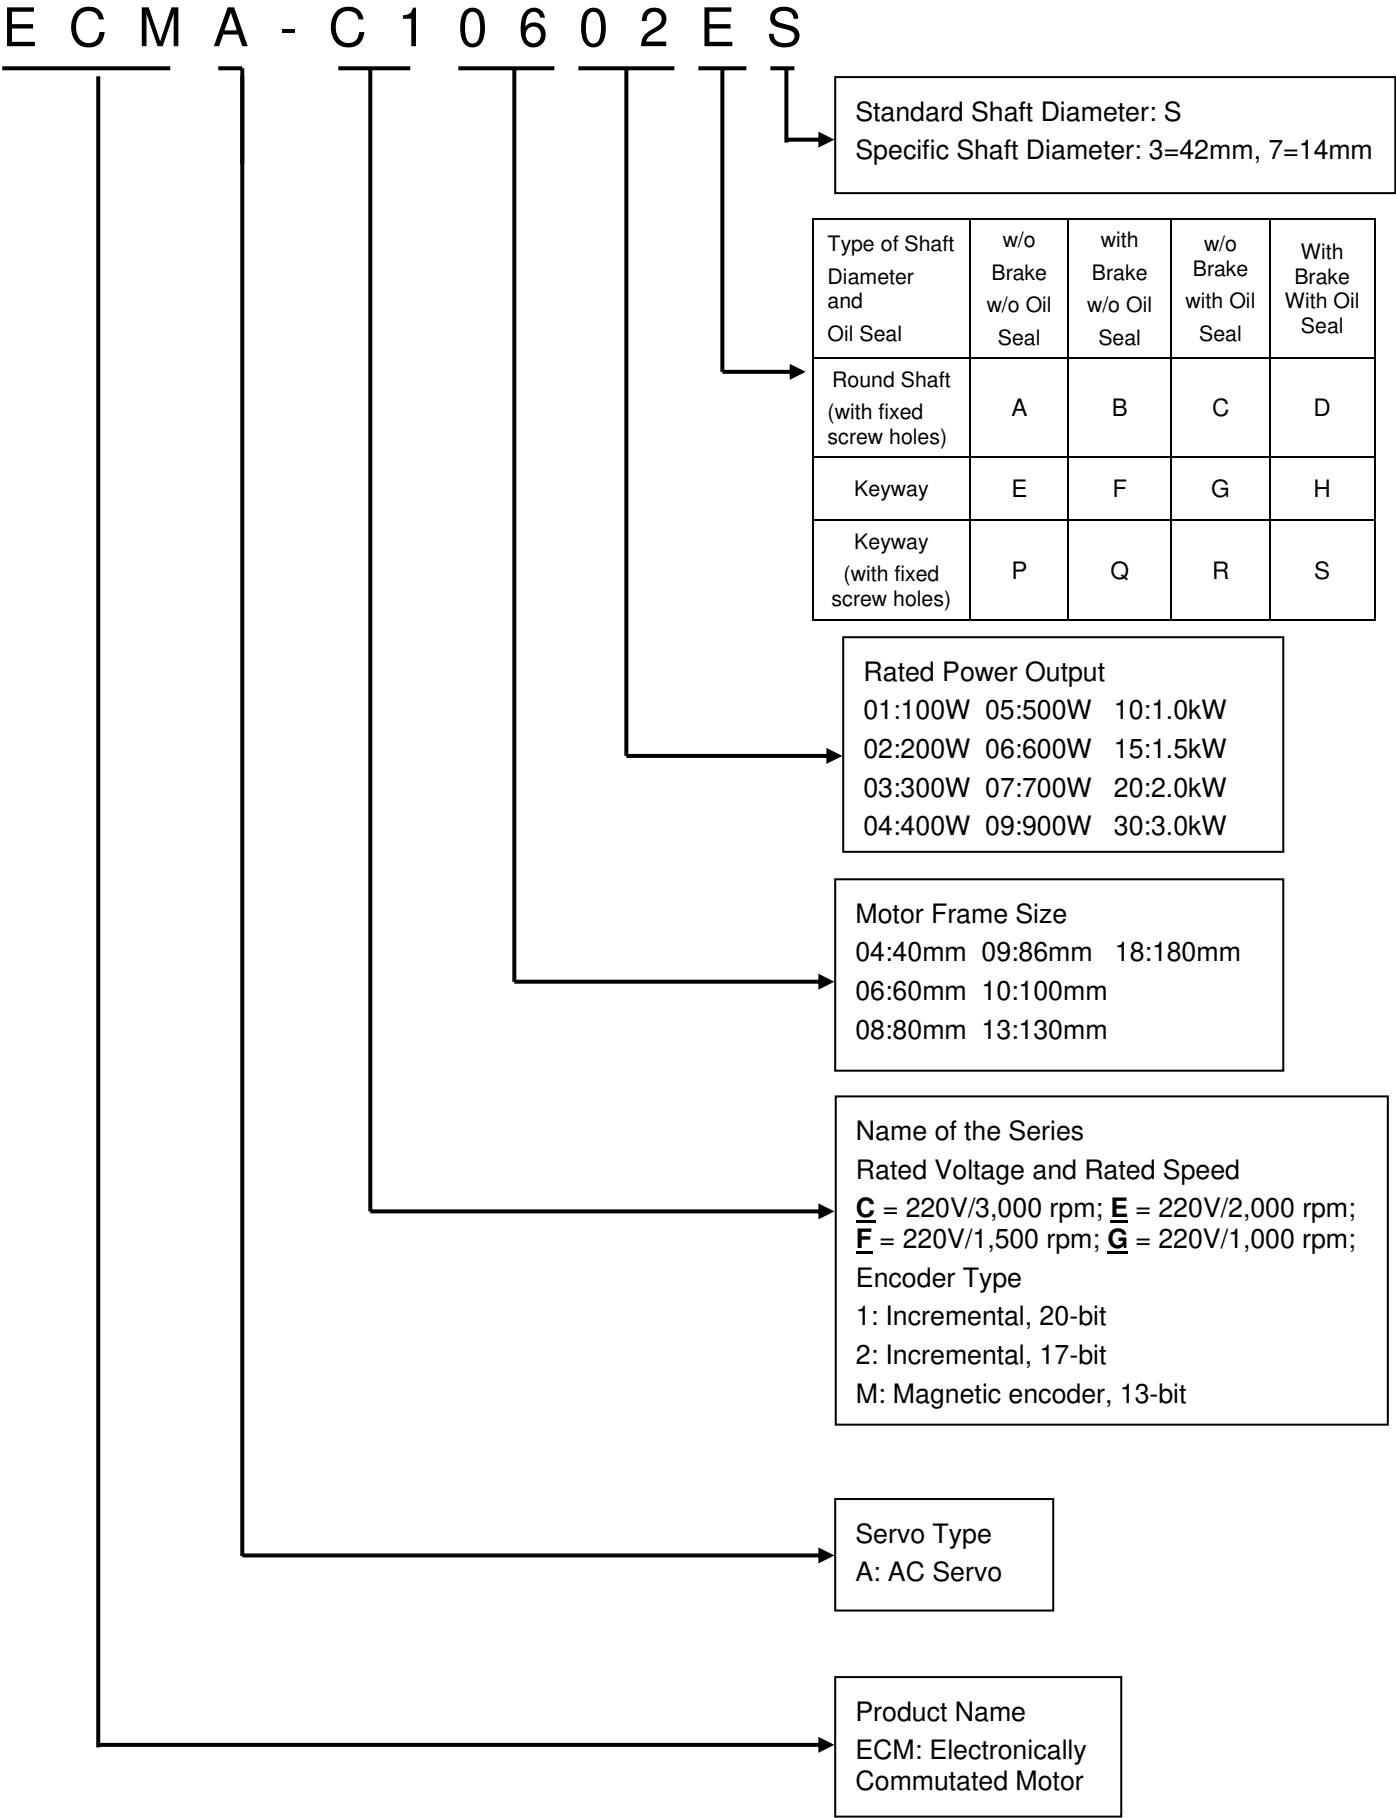 E C M A - C 1 0 6 0 2 E S
Standard Shaft Diameter: S
Specific Shaft Diameter: 3=42mm, 7=14mm
Type of Shaft
Diameter
and
Oil Seal
w/o
Brake
w/o Oil
Seal
with
Brake
w/o Oil
Seal
w/o
Brake
with Oil
Seal
With
Brake
With Oil
Seal
Round Shaft
(with fixed
screw holes)
A
B
C
D
Keyway
E
F
G
H
Keyway
(with fixed
screw holes)
P
Q
R
S
Rated Power Output
01:100W 05:500W 10:1.0kW
02:200W 06:600W 15:1.5kW
03:300W 07:700W 20:2.0kW
04:400W 09:900W 30:3.0kW
Motor Frame Size
04:40mm 09:86mm 18:180mm
06:60mm 10:100mm
08:80mm 13:130mm
Name of the Series
Rated Voltage and Rated Speed
C = 220V/3,000 rpm; E = 220V/2,000 rpm;
F = 220V/1,500 rpm; G = 220V/1,000 rpm;
Encoder Type
1: Incremental, 20-bit
2: Incremental, 17-bit
M: Magnetic encoder, 13-bit
Servo Type
A: AC Servo
Product Name
ECM: Electronically
Commutated Motor